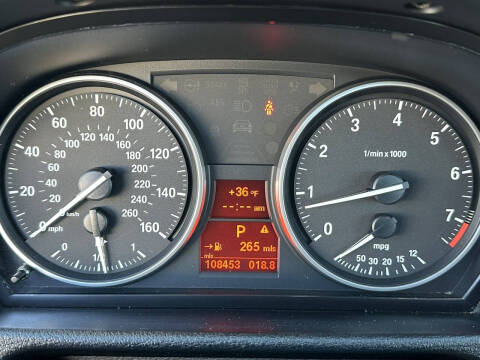 80
60 100
40 120
20 140
0 160
20 40 60 80 100 120 140 160 180 200 220 240 260
mph
km/h
0 1/2 1
+36 °F
--:-- am
P
265 mls
mls
108453 018.8
0 1 2 3 4 5 6 7 7
1/min x 1000
mpg
50 30 20 15 12